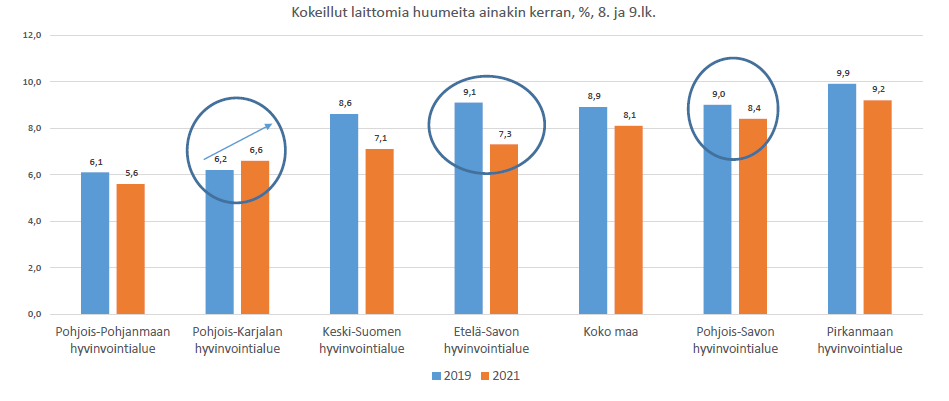 Kokeillut laittomia huumeita ainakin kerran, %, 8. ja 9.lk.
12,0
10,0
8,0
6,0
4,0
2,0
0,0
6,1
5,6
6,2
6,6
8,6
7,1
9,1
7,3
8,9
8,1
9,0
8,4
9,9
9,2
Pohjois-Pohjanmaan
hyvinvointialue
Pohjois-Karjalan
hyvinvointialue
Keski-Suomen
hyvinvointialue
Etelä-Savon
hyvinvointialue
Koko maa
Pohjois-Savon
hyvinvointialue
Pirkanmaan
hyvinvointialue
2019
2021